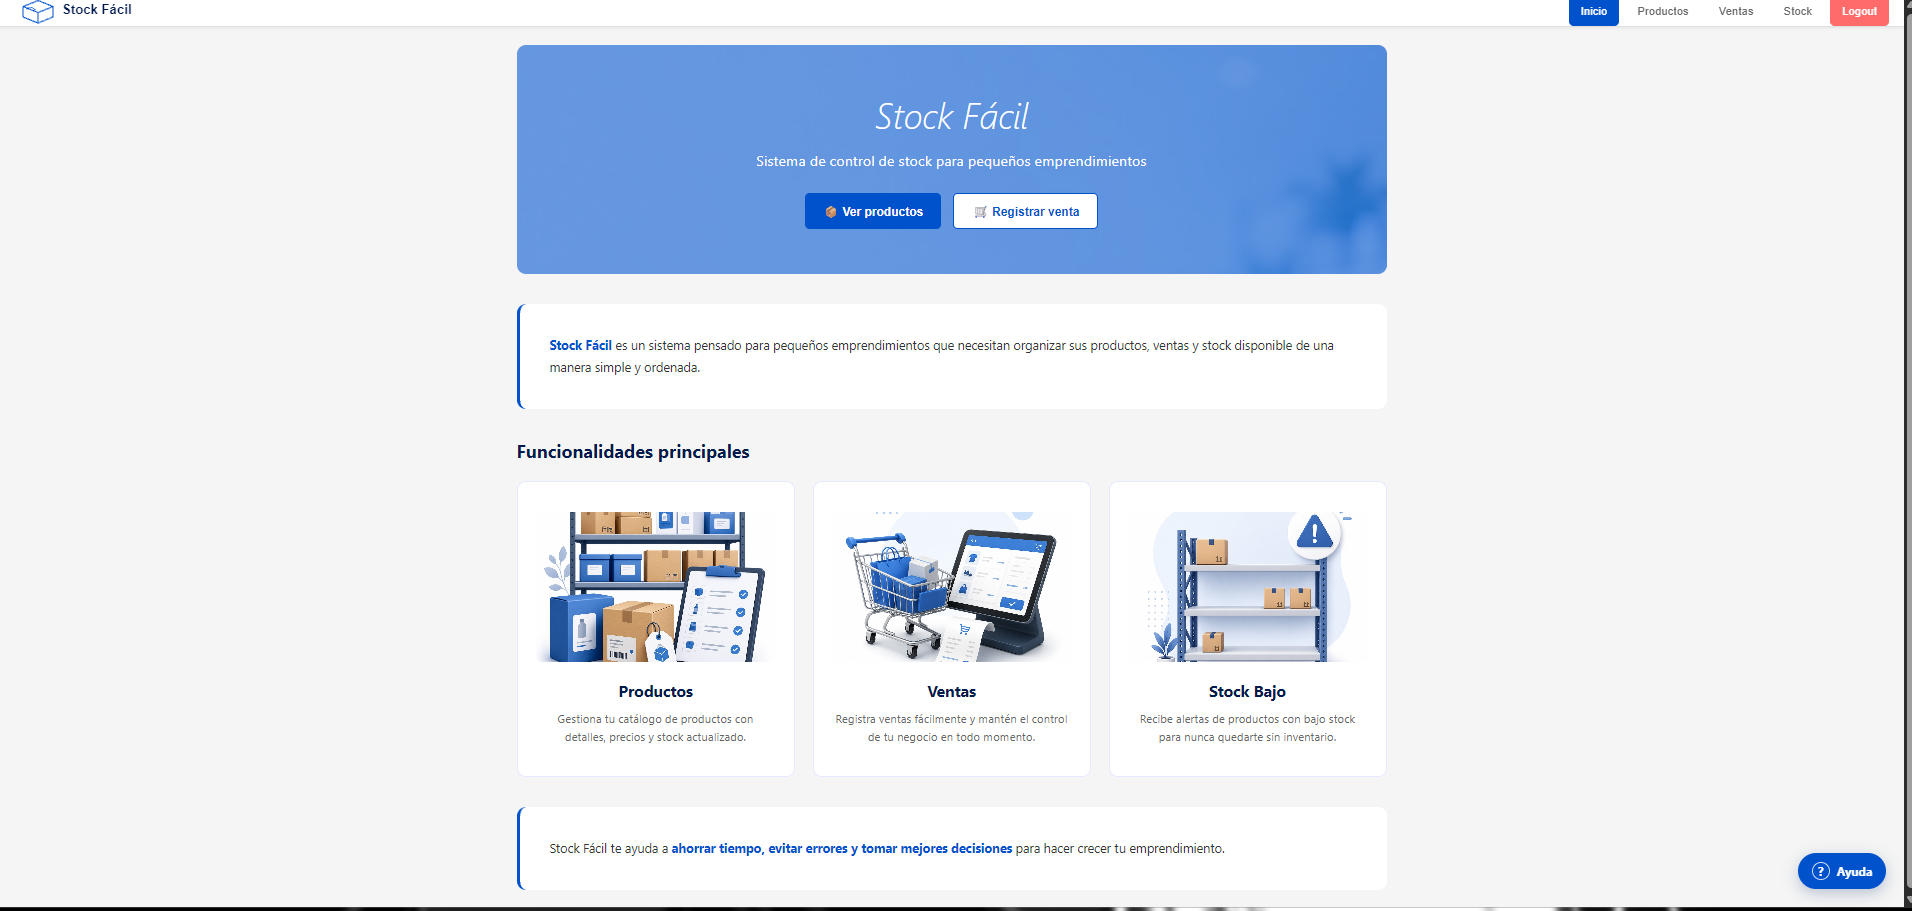 Stock Fácil
Inicio
Productos
Ventas
Stock
Logout
Stock Fácil
Sistema de control de stock para pequeños emprendimientos
Ver productos
Registrar venta
Stock Fácil es un sistema pensado para pequeños emprendimientos que necesitan organizar sus productos, ventas y stock disponible de una
manera simple y ordenada.
Funcionalidades principales
Productos
Gestiona tu catálogo de productos con
detalles, precios y stock actualizado.
Ventas
Registra ventas fácilmente y mantén el control
de tu negocio en todo momento.
Stock Bajo
Recibe alertas de productos con bajo stock
para nunca quedarte sin inventario.
Stock Fácil te ayuda a ahorrar tiempo, evitar errores y tomar mejores decisiones para hacer crecer tu emprendimiento.
? Ayuda